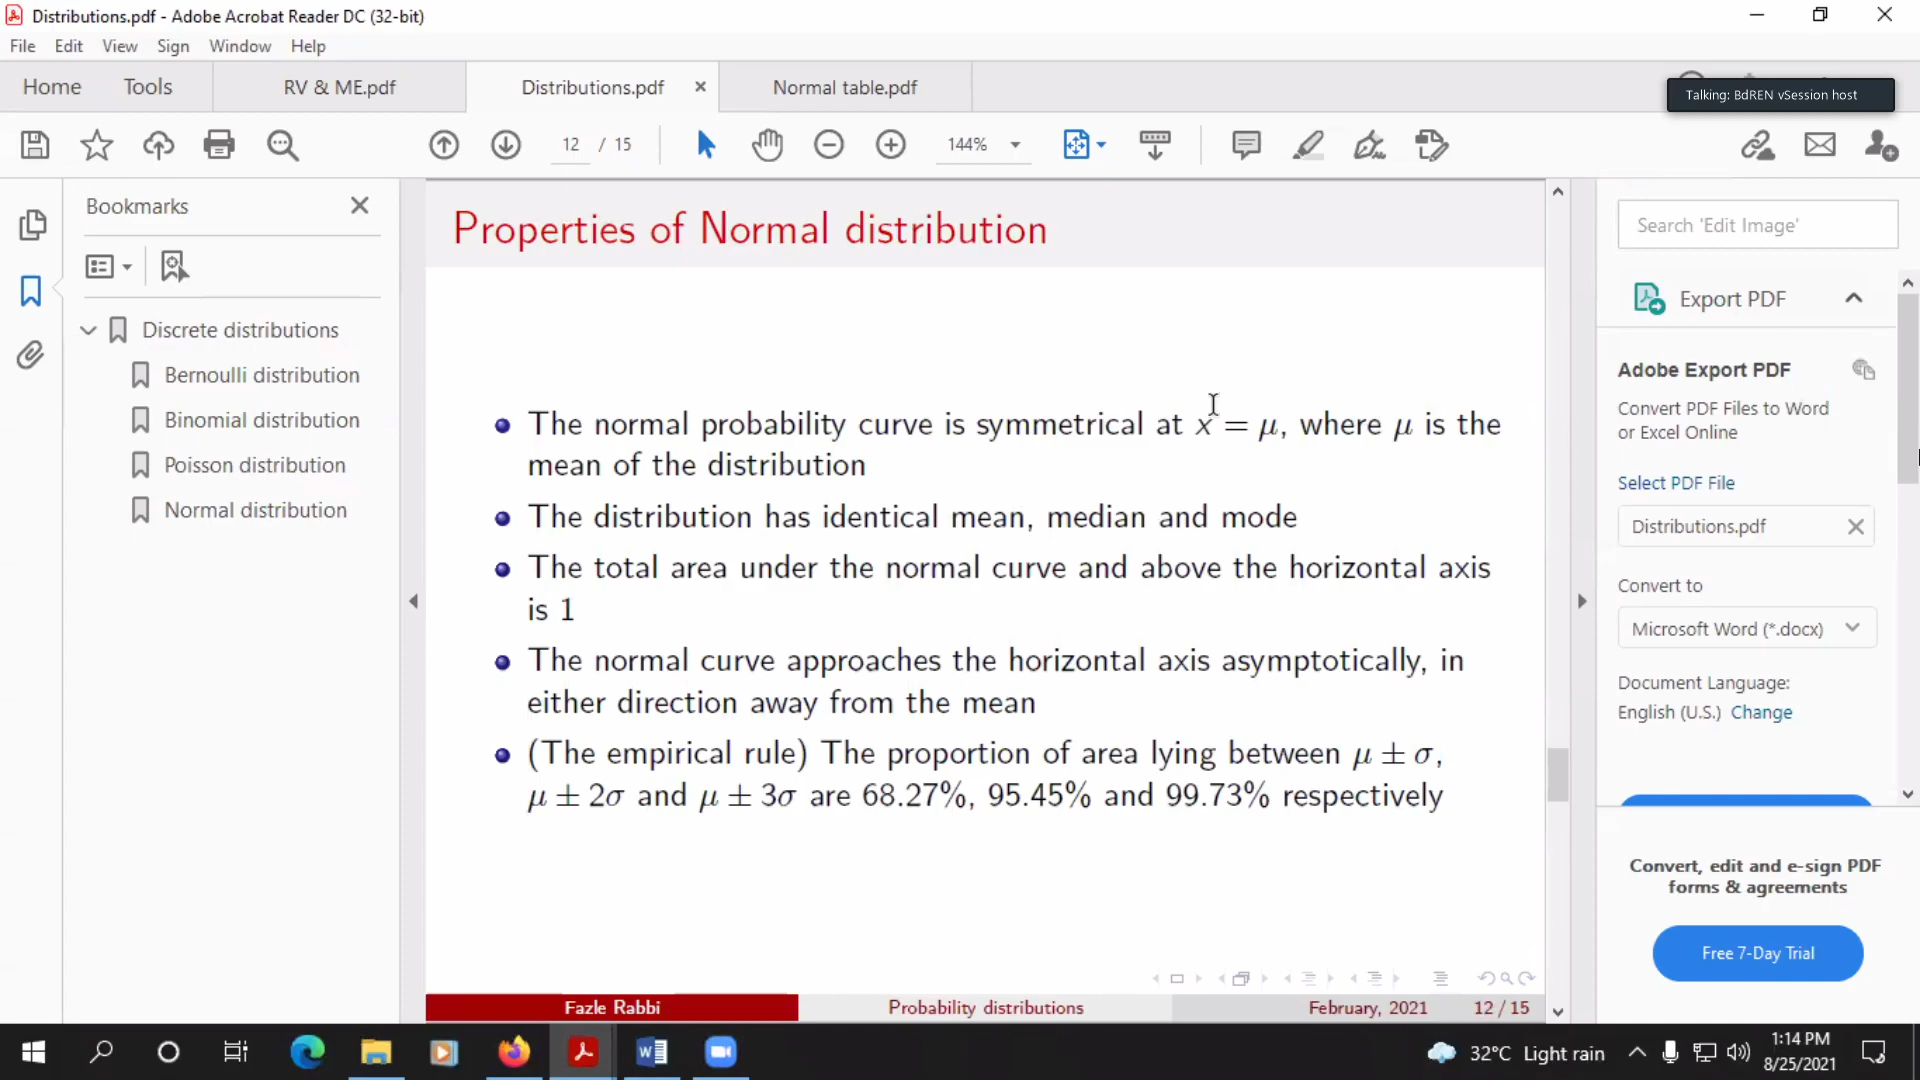 Distributions.pdf - Adobe Acrobat Reader DC (32-bit)
File Edit View Sign Window Help
Home Tools RV & ME.pdf Distributions.pdf Normal table.pdf
Talking: BdREN vSession host
12 / 15 144%
Bookmarks
Discrete distributions
Bernoulli distribution
Binomial distribution
Poisson distribution
Normal distribution
Properties of Normal distribution
• The normal probability curve is symmetrical at x = μ, where μ is the
mean of the distribution
• The distribution has identical mean, median and mode
• The total area under the normal curve and above the horizontal axis
is 1
• The normal curve approaches the horizontal axis asymptotically, in
either direction away from the mean
• (The empirical rule) The proportion of area lying between μ ± σ,
μ ± 2σ and μ ± 3σ are 68.27%, 95.45% and 99.73% respectively
Fazle Rabbi Probability distributions February, 2021 12 / 15
Search 'Edit Image'
Export PDF
Adobe Export PDF
Convert PDF Files to Word
or Excel Online
Select PDF File
Distributions.pdf
Convert to
Microsoft Word (*.docx)
Document Language:
English (U.S.) Change
Convert, edit and e-sign PDF
forms & agreements
Free 7-Day Trial
32°C Light rain
1:14 PM
8/25/2021